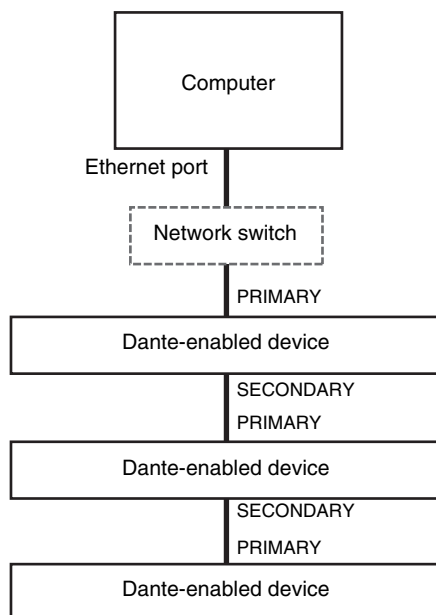 Computer
Ethernet port
Network switch
PRIMARY
Dante-enabled device
SECONDARY
PRIMARY
Dante-enabled device
SECONDARY
PRIMARY
Dante-enabled device